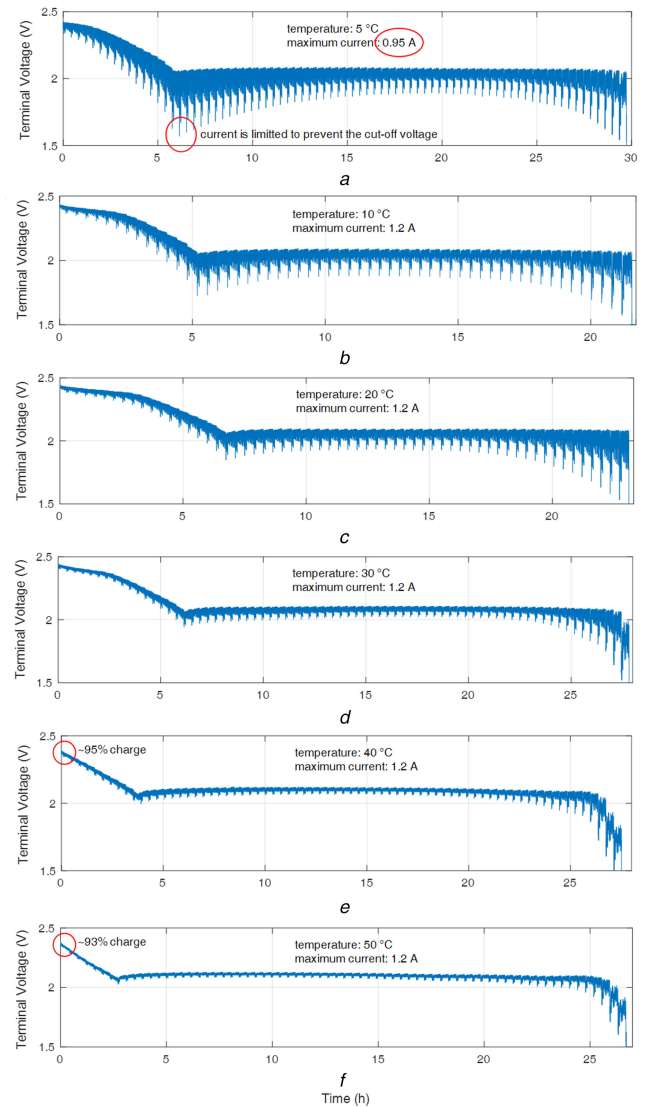 2.5
temperature: 5 °C
maximum current: 0.95 A
Terminal Voltage (V)
2
current is limitted to prevent the cut-off voltage
1.5
0 5 10 15 20 25 30
a
2.5
temperature: 10 °C
maximum current: 1.2 A
Terminal Voltage (V)
2
1.5
0 5 10 15 20
b
2.5
temperature: 20 °C
maximum current: 1.2 A
Terminal Voltage (V)
2
1.5
0 5 10 15 20
c
2.5
temperature: 30 °C
maximum current: 1.2 A
Terminal Voltage (V)
2
1.5
0 5 10 15 20 25
d
2.5
~95% charge
temperature: 40 °C
maximum current: 1.2 A
Terminal Voltage (V)
2
1.5
0 5 10 15 20 25
e
2.5
~93% charge
temperature: 50 °C
maximum current: 1.2 A
Terminal Voltage (V)
2
1.5
0 5 10 15 20 25
f
Time (h)